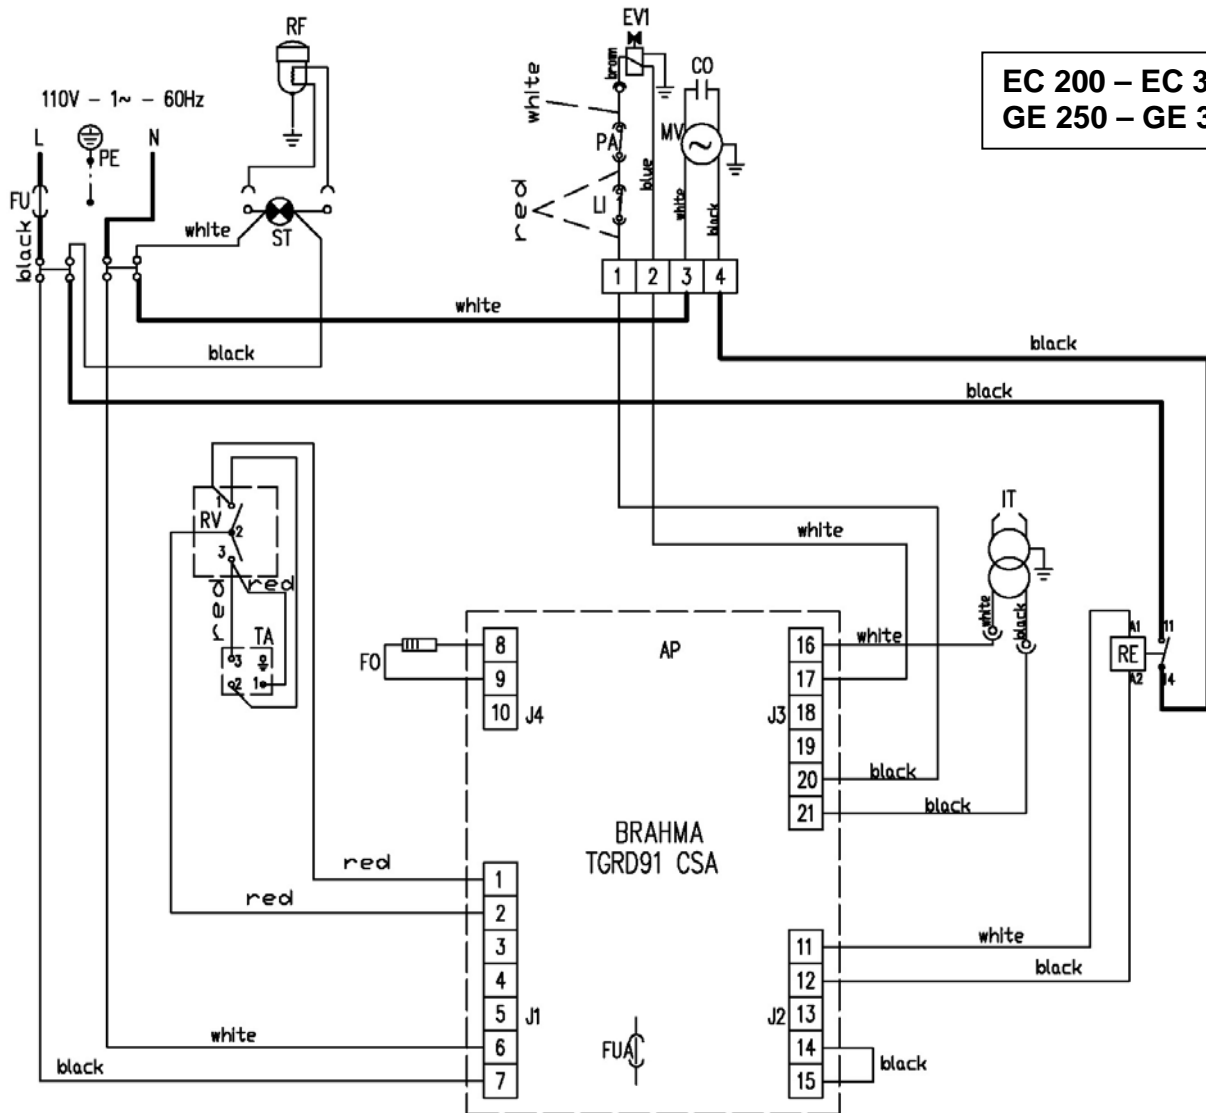 RF
EV1
EC 200 – EC 3
GE 250 – GE 3
110V – 1~ – 60Hz
L
PE
N
FU
black
white
ST
brown
white
PA
red
LI
blue
CO
MV
white
black
1
2
3
4
white
black
black
black
RV
1
2
3
red
red
TA
3
2
1
white
IT
white
black
FO
8
9
10
J4
AP
J3
16
17
18
19
20
21
white
black
black
A1
RE
A2
11
14
BRAHMA
TGRD91 CSA
red
red
1
2
3
4
5
6
7
J1
white
black
FUA
J2
11
12
13
14
15
white
black
black